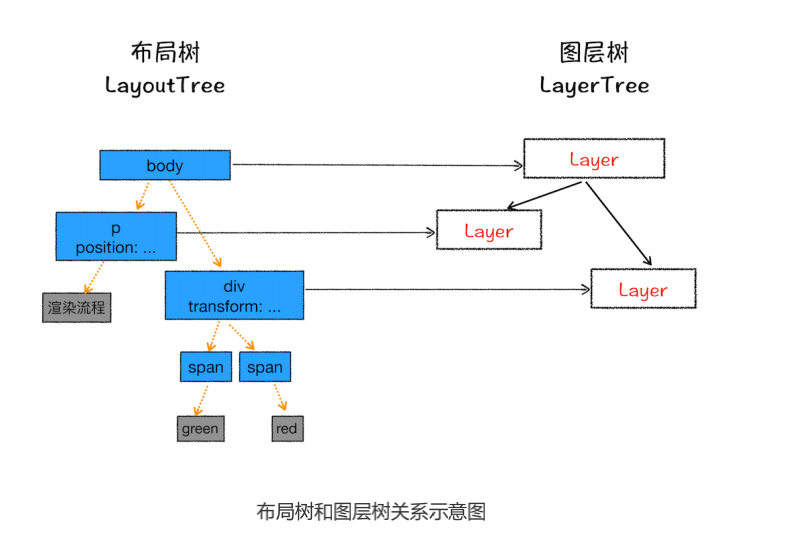 布局树
LayoutTree
图层树
LayerTree
body
Layer
p
position: ...
Layer
div
transform: ...
Layer
渲染流程
span
span
green
red
布局树和图层树关系示意图